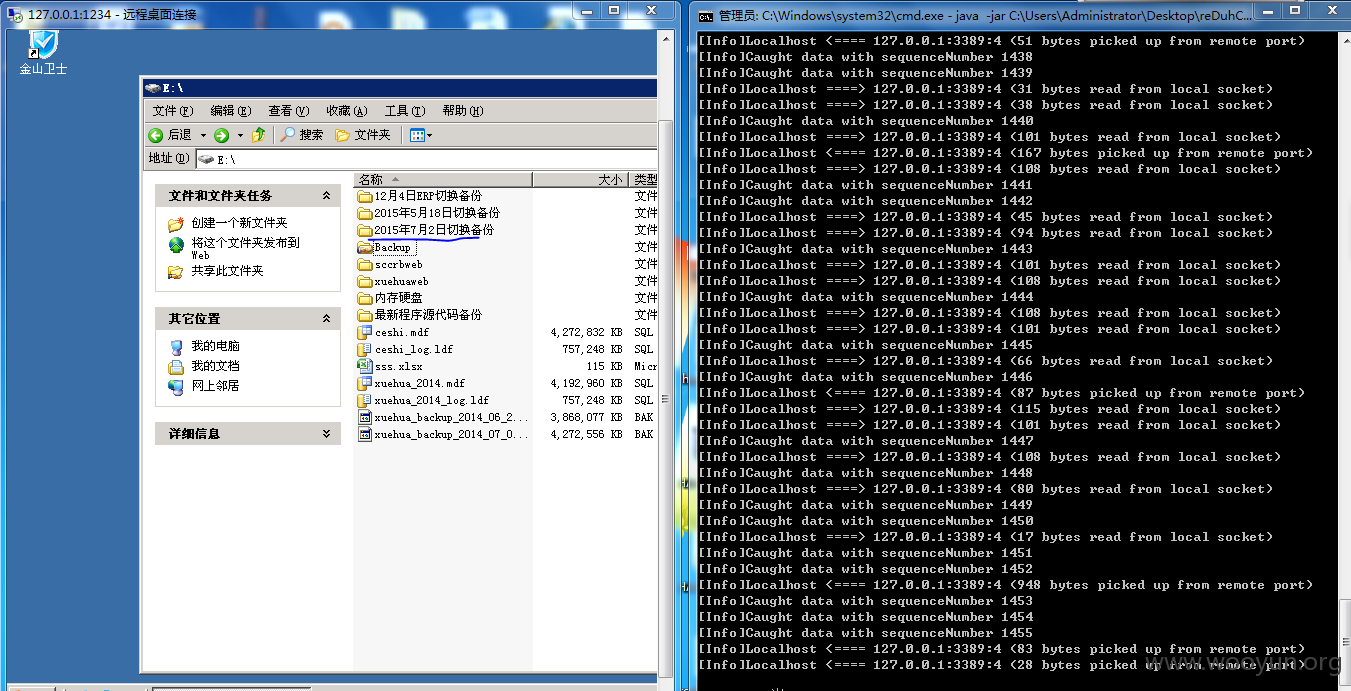 127.0.0.1:1234 - 远程桌面连接
金山卫士
E:\
文件(F) 编辑(E) 查看(V) 收藏(A) 工具(T) 帮助(H)
后退 搜索 文件夹
地址(D) E:\
文件和文件夹任务
创建一个新文件夹
将这个文件夹发布到
Web
共享此文件夹
其它位置
我的电脑
我的文档
网上邻居
详细信息
名称 大小 类型
12月4日ERP切换备份 文件
2015年5月18日切换备份 文件
2015年7月2日切换备份 文件
Backup 文件
sccrbweb 文件
xuehuaweb 文件
内存硬盘 文件
最新程序源代码备份 文件
ceshi.mdf 4,272,832 KB SQL
ceshi_log.ldf 757,248 KB SQL
sss.xlsx 115 KB Micr
xuehua_2014.mdf 4,192,960 KB SQL
xuehua_2014_log.ldf 757,248 KB SQL
xuehua_backup_2014_06_2... 3,868,077 KB BAK
xuehua_backup_2014_07_0... 4,272,556 KB BAK
管理员: C:\Windows\system32\cmd.exe - java -jar C:\Users\Administrator\Desktop\reDuhC...
[Info]Localhost <==== 127.0.0.1:3389:4 (51 bytes picked up from remote port)
[Info]Caught data with sequenceNumber 1438
[Info]Caught data with sequenceNumber 1439
[Info]Localhost ====> 127.0.0.1:3389:4 (31 bytes read from local socket)
[Info]Localhost ====> 127.0.0.1:3389:4 (38 bytes read from local socket)
[Info]Caught data with sequenceNumber 1440
[Info]Localhost ====> 127.0.0.1:3389:4 (101 bytes read from local socket)
[Info]Localhost <==== 127.0.0.1:3389:4 (167 bytes picked up from remote port)
[Info]Localhost ====> 127.0.0.1:3389:4 (108 bytes read from local socket)
[Info]Caught data with sequenceNumber 1441
[Info]Caught data with sequenceNumber 1442
[Info]Localhost ====> 127.0.0.1:3389:4 (45 bytes read from local socket)
[Info]Localhost ====> 127.0.0.1:3389:4 (94 bytes read from local socket)
[Info]Caught data with sequenceNumber 1443
[Info]Localhost ====> 127.0.0.1:3389:4 (101 bytes read from local socket)
[Info]Localhost ====> 127.0.0.1:3389:4 (108 bytes read from local socket)
[Info]Caught data with sequenceNumber 1444
[Info]Localhost ====> 127.0.0.1:3389:4 (108 bytes read from local socket)
[Info]Localhost ====> 127.0.0.1:3389:4 (101 bytes read from local socket)
[Info]Caught data with sequenceNumber 1445
[Info]Localhost ====> 127.0.0.1:3389:4 (66 bytes read from local socket)
[Info]Caught data with sequenceNumber 1446
[Info]Localhost <==== 127.0.0.1:3389:4 (87 bytes picked up from remote port)
[Info]Localhost ====> 127.0.0.1:3389:4 (115 bytes read from local socket)
[Info]Localhost ====> 127.0.0.1:3389:4 (101 bytes read from local socket)
[Info]Caught data with sequenceNumber 1447
[Info]Localhost ====> 127.0.0.1:3389:4 (108 bytes read from local socket)
[Info]Caught data with sequenceNumber 1448
[Info]Localhost ====> 127.0.0.1:3389:4 (80 bytes read from local socket)
[Info]Caught data with sequenceNumber 1449
[Info]Caught data with sequenceNumber 1450
[Info]Localhost ====> 127.0.0.1:3389:4 (17 bytes read from local socket)
[Info]Caught data with sequenceNumber 1451
[Info]Caught data with sequenceNumber 1452
[Info]Localhost <==== 127.0.0.1:3389:4 (948 bytes picked up from remote port)
[Info]Caught data with sequenceNumber 1453
[Info]Caught data with sequenceNumber 1454
[Info]Caught data with sequenceNumber 1455
[Info]Localhost <==== 127.0.0.1:3389:4 (83 bytes picked up from remote port)
[Info]Localhost <==== 127.0.0.1:3389:4 (28 bytes picked up from remote port)
www.wooyun.org